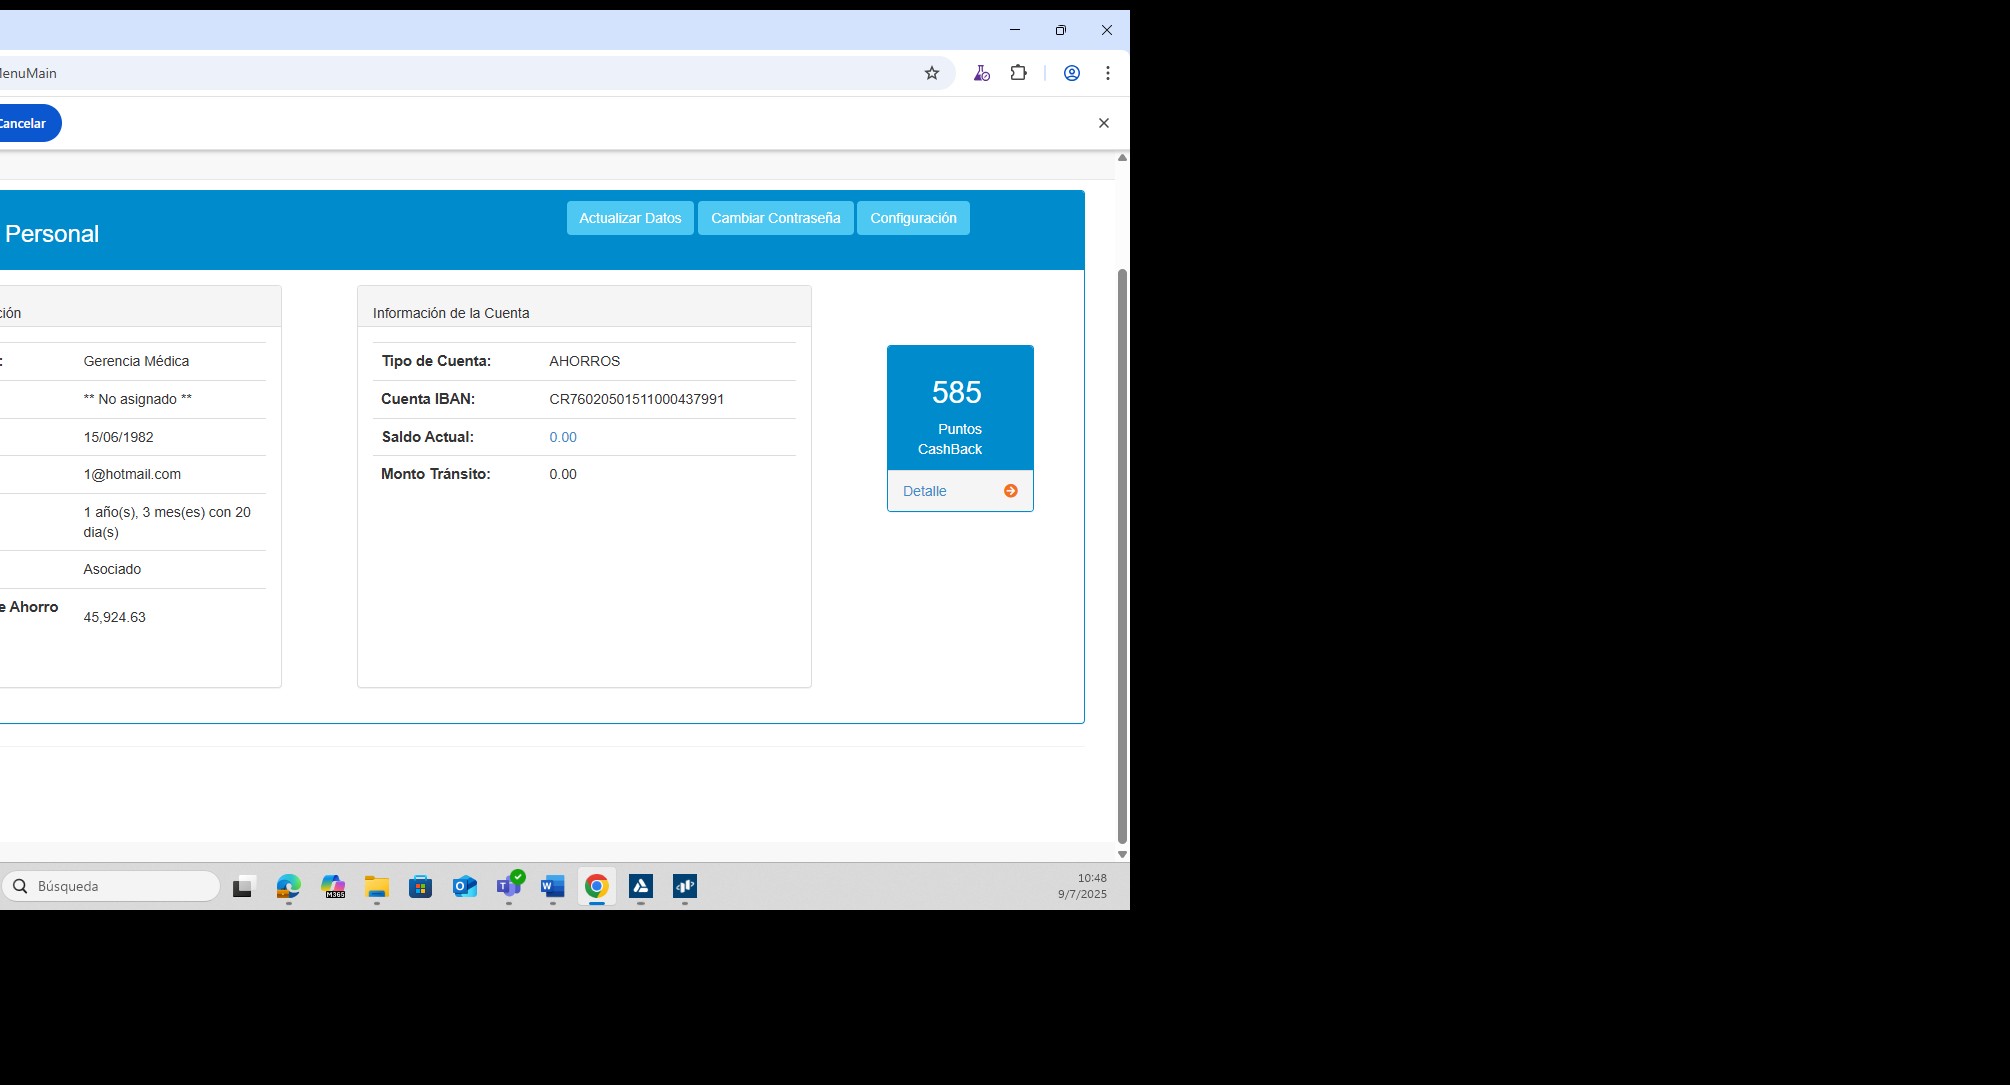 MenuMain
Cancelar
Personal
Actualizar Datos
Cambiar Contraseña
Configuración
ción
: Gerencia Médica
** No asignado **
15/06/1982
1@hotmail.com
1 año(s), 3 mes(es) con 20
dia(s)
Asociado
e Ahorro 45,924.63
Información de la Cuenta
Tipo de Cuenta: AHORROS
Cuenta IBAN: CR76020501511000437991
Saldo Actual: 0.00
Monto Tránsito: 0.00
585
Puntos
CashBack
Detalle
Búsqueda
M365
10:48
9/7/2025